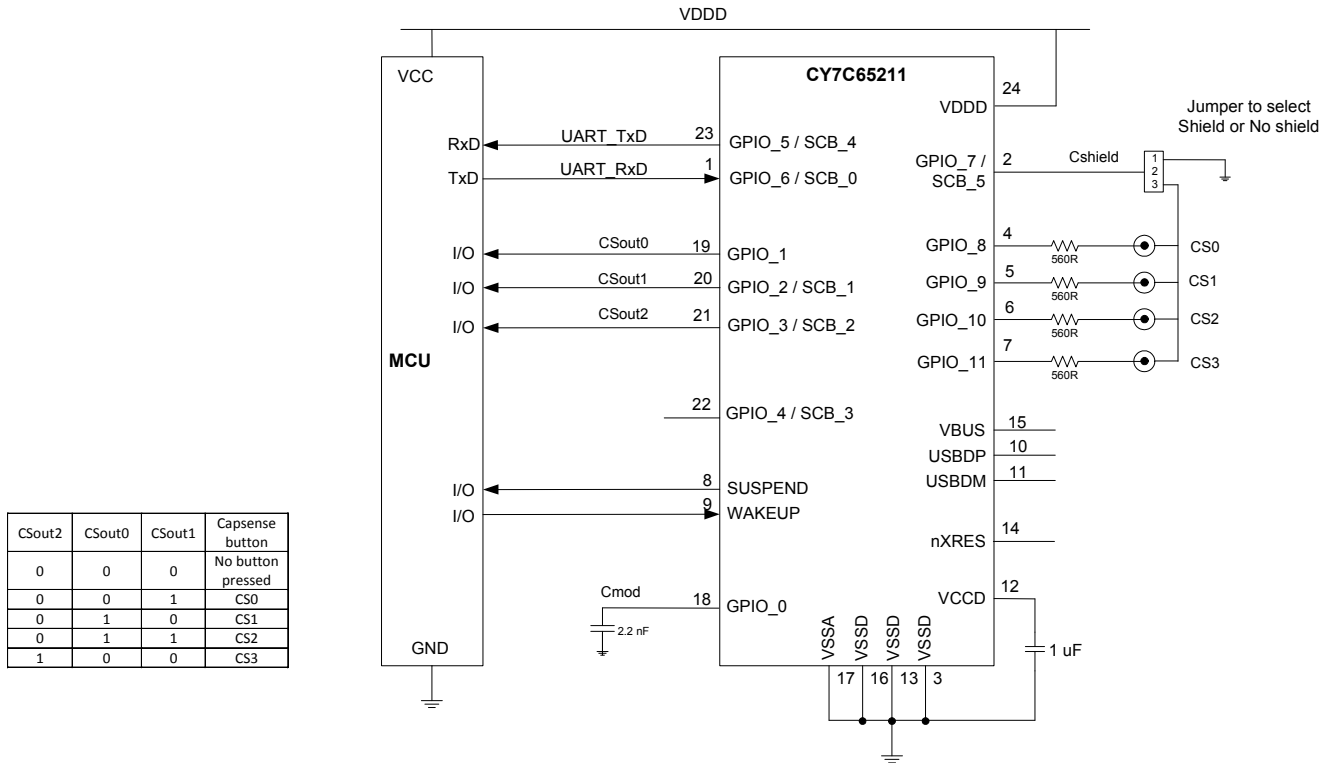 VDDD
VCC
CY7C65211
24
VDDD
Jumper to select
Shield or No shield
RxD
UART_TxD
23
GPIO_5 / SCB_4
TxD
UART_RxD
1
GPIO_6 / SCB_0
GPIO_7 /
SCB_5
2
Cshield
1
2
3
I/O
CSout0
19
GPIO_1
GPIO_8
4
560R
CS0
I/O
CSout1
20
GPIO_2 / SCB_1
GPIO_9
5
560R
CS1
I/O
CSout2
21
GPIO_3 / SCB_2
GPIO_10
6
560R
CS2
MCU
GPIO_11
7
560R
CS3
22
GPIO_4 / SCB_3
VBUS
15
USBDP
10
USBDM
11
I/O
8
SUSPEND
I/O
9
WAKEUP
nXRES
14
Cmod
18
GPIO_0
2.2 nF
VCCD
12
1 uF
GND
VSSA
VSSD
VSSD
VSSD
17
16
13
3
CSout2 CSout0 CSout1 Capsense
button
0 0 0 No button
pressed
0 0 1 CS0
0 1 0 CS1
0 1 1 CS2
1 0 0 CS3